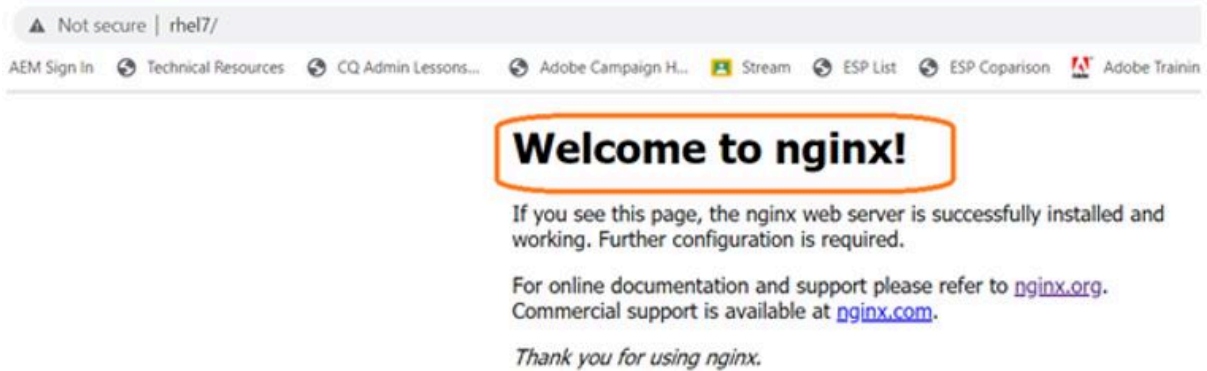 Not secure | rhel7/
AEM Sign In Technical Resources CQ Admin Lessons... Adobe Campaign H... Stream ESP List ESP Coparison Adobe Trainin
Welcome to nginx!
If you see this page, the nginx web server is successfully installed and
working. Further configuration is required.
For online documentation and support please refer to nginx.org.
Commercial support is available at nginx.com.
Thank you for using nginx.